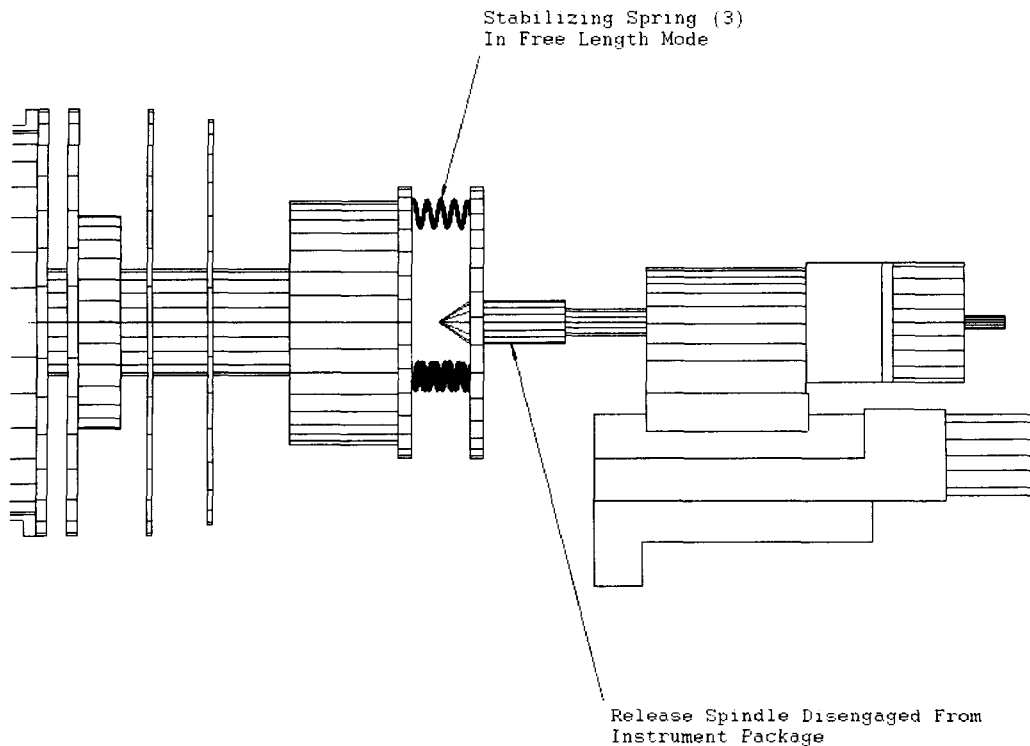 Stabilizing Spring (3)
In Free Length Mode
Release Spindle Disengaged From
Instrument Package